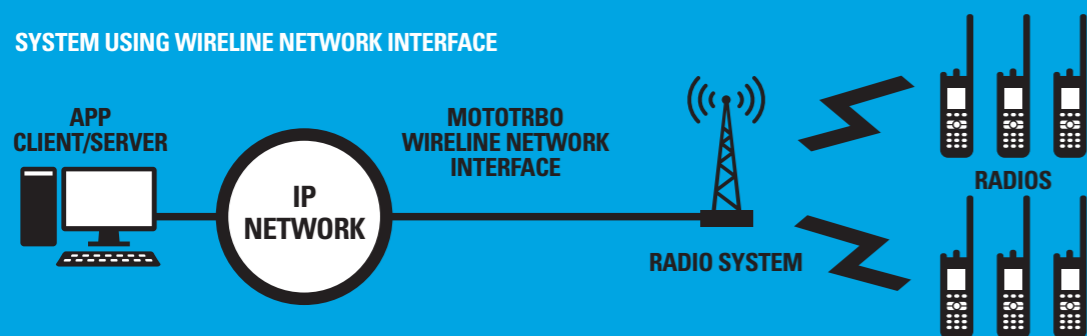 SYSTEM USING WIRELINE NETWORK INTERFACE
APP
CLIENT/SERVER
IP
NETWORK
MOTOTRBO
WIRELINE NETWORK
INTERFACE
RADIO SYSTEM
RADIOS